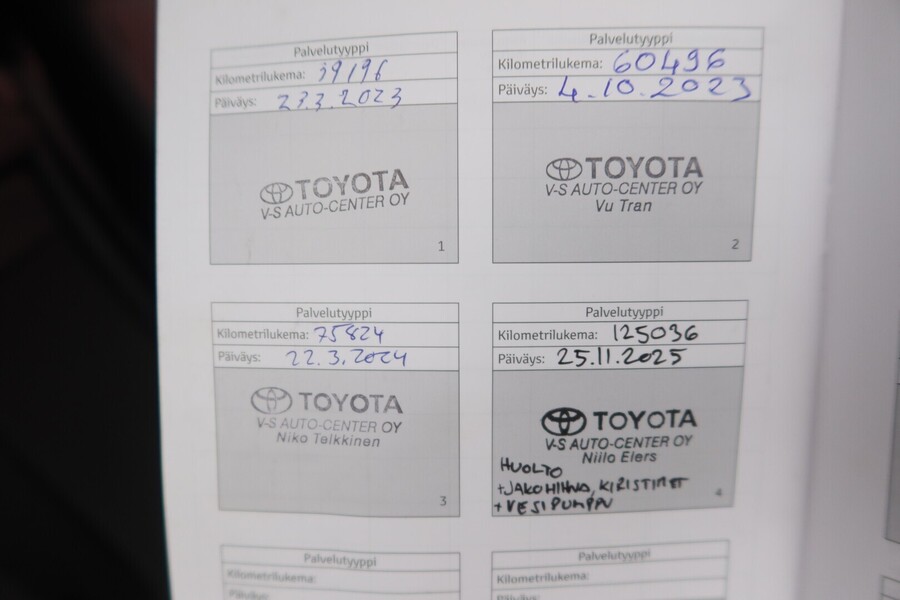 Palvelutyyppi
Kilometrilukema: 39196
Päiväys: 23.3.2023
TOYOTA
V-S AUTO-CENTER OY
1
Palvelutyyppi
Kilometrilukema: 60496
Päiväys: 4.10.2023
TOYOTA
V-S AUTO-CENTER OY
Vu Tran
2
Palvelutyyppi
Kilometrilukema: 75824
Päiväys: 22.3.2024
TOYOTA
V-S AUTO-CENTER OY
Niko Telkkinen
3
Palvelutyyppi
Kilometrilukema: 125036
Päiväys: 25.11.2025
TOYOTA
V-S AUTO-CENTER OY
Niilo Elers
HUOLTO
+JAKOHIHNA, KIRISTIMET
+VESIPUMPPU
4
Palvelutyyppi
Kilometrilukema:
Päiväys:
Palvelutyyppi
Kilometrilukema:
Päiväys: